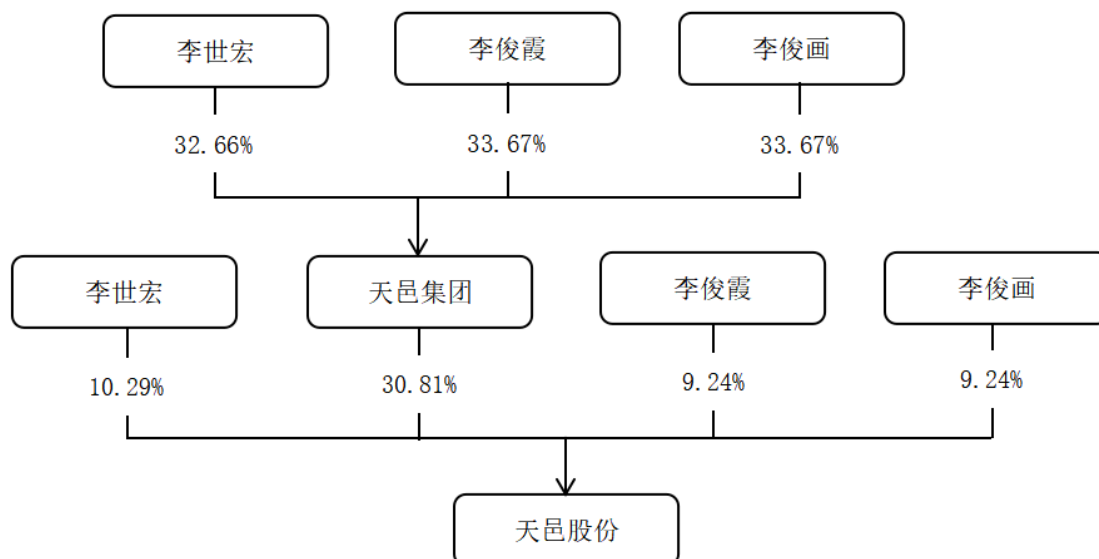 李世宏
李俊霞
李俊画
32.66%
33.67%
33.67%
李世宏
天邑集团
李俊霞
李俊画
10.29%
30.81%
9.24%
9.24%
天邑股份